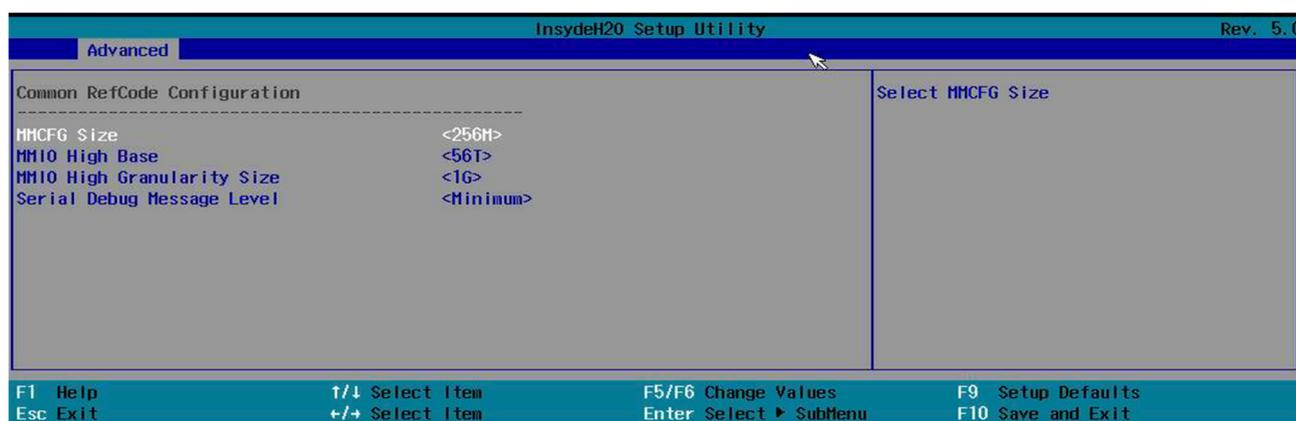 InsydeH20 Setup Utility Rev. 5.0
Advanced
Common RefCode Configuration Select MMCFG Size
--------------------------------------------------
MMCFG Size <256M>
MMIO High Base <56T>
MMIO High Granularity Size <1G>
Serial Debug Message Level <Minimum>
F1 Help ↑/↓ Select Item F5/F6 Change Values F9 Setup Defaults
Esc Exit ←/→ Select Item Enter Select ▶ SubMenu F10 Save and Exit